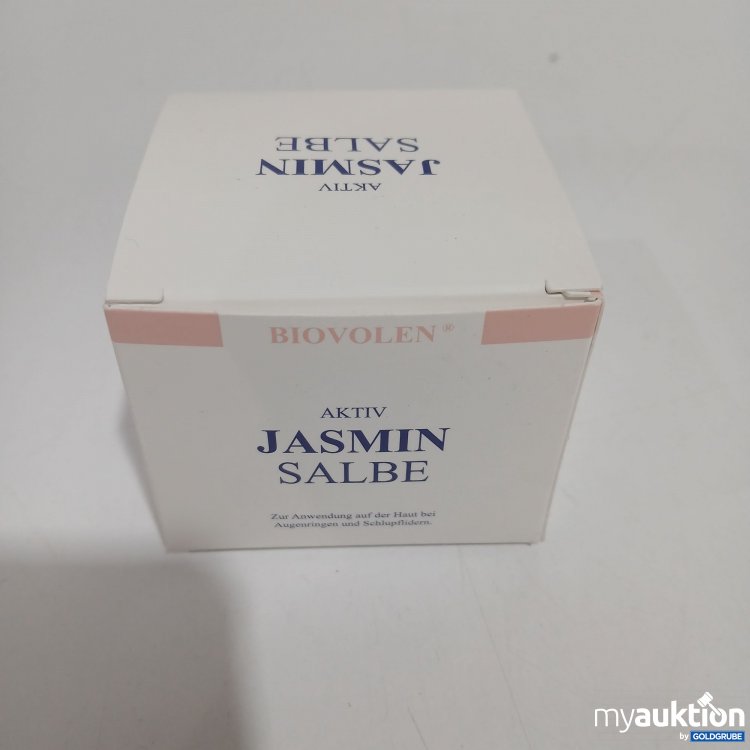 AKTIV
JASMIN
SALBE
BIOVOLEN®
AKTIV
JASMIN
SALBE
Zur Anwendung auf der Haut bei
Augenringen und Schlupflidern.
myauktion
by GOLDGRUBE